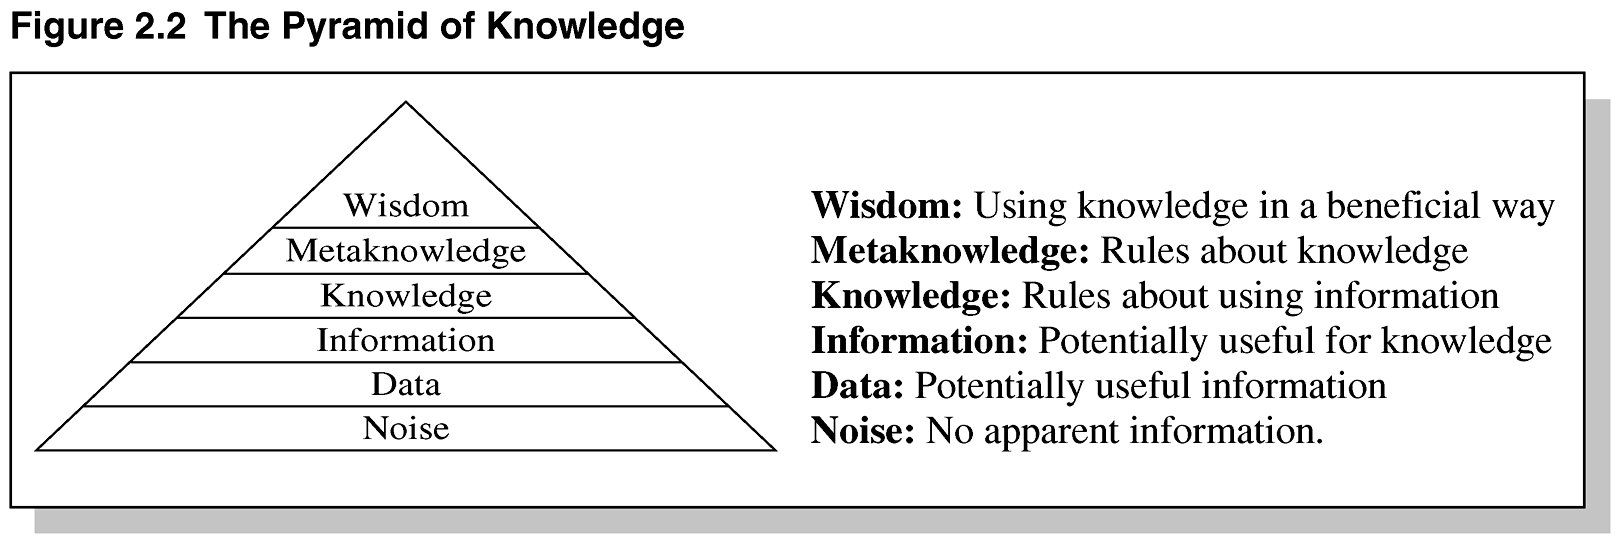 Figure 2.2 The Pyramid of Knowledge
Wisdom
Metaknowledge
Knowledge
Information
Data
Noise
Wisdom: Using knowledge in a beneficial way
Metaknowledge: Rules about knowledge
Knowledge: Rules about using information
Information: Potentially useful for knowledge
Data: Potentially useful information
Noise: No apparent information.